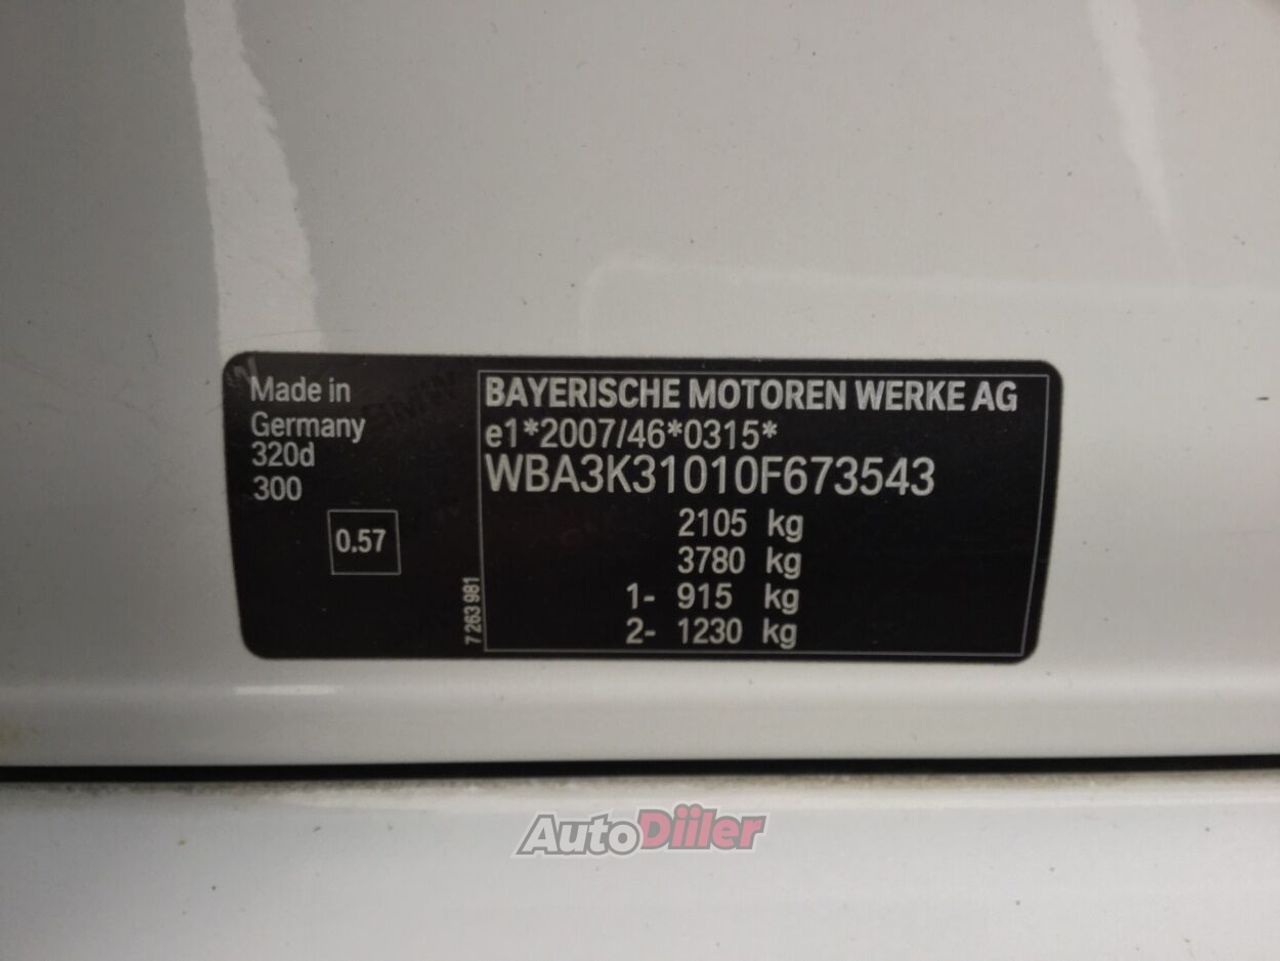 Made in
Germany
320d
300
0.57
7 263 981
BAYERISCHE MOTOREN WERKE AG
e1*2007/46*0315*
WBA3K31010F673543
2105 kg
3780 kg
1- 915 kg
2- 1230 kg
AutoDiiler